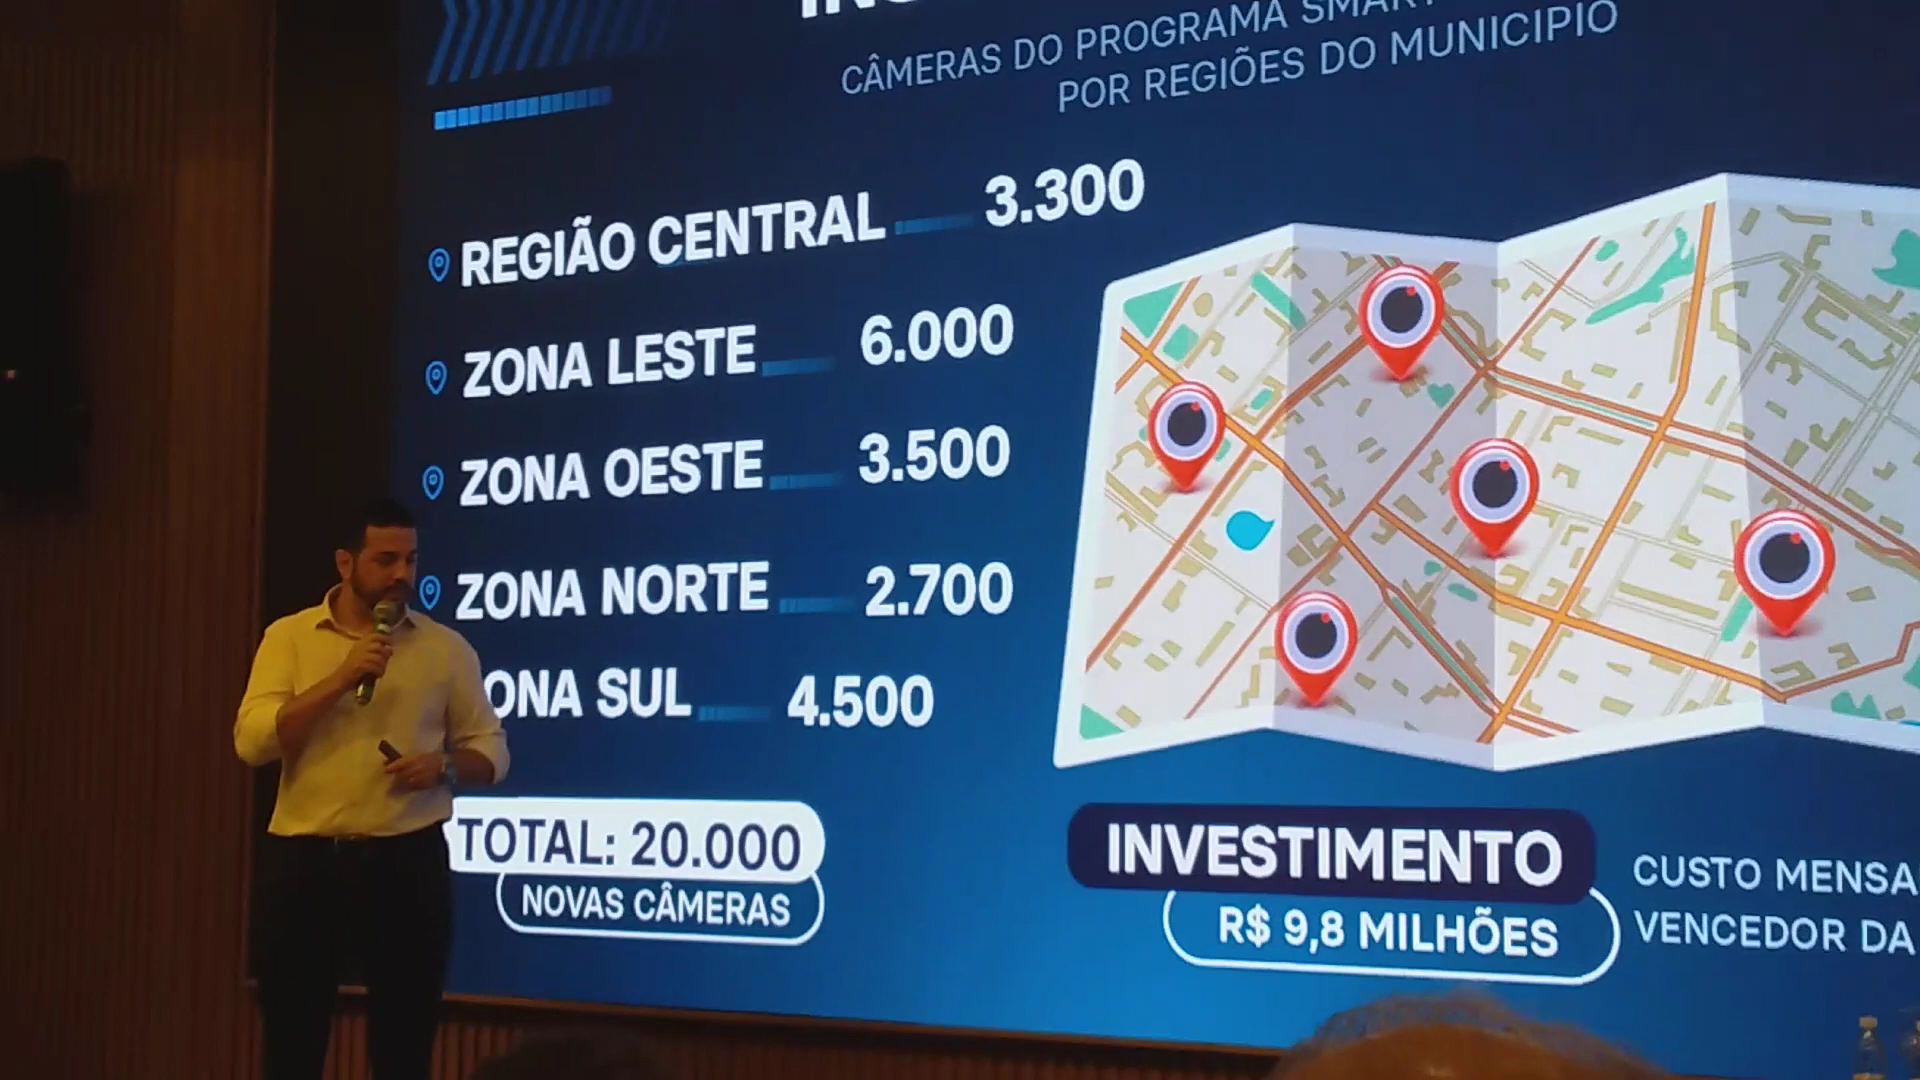 CÂMERAS DO PROGRAMA
POR REGIÕES DO MUNICIPIO
REGIÃO CENTRAL 3.300
ZONA LESTE 6.000
ZONA OESTE 3.500
ZONA NORTE 2.700
ONA SUL 4.500
TOTAL: 20.000
NOVAS CÂMERAS
INVESTIMENTO
R$ 9,8 MILHÕES
CUSTO MENSA
VENCEDOR DA